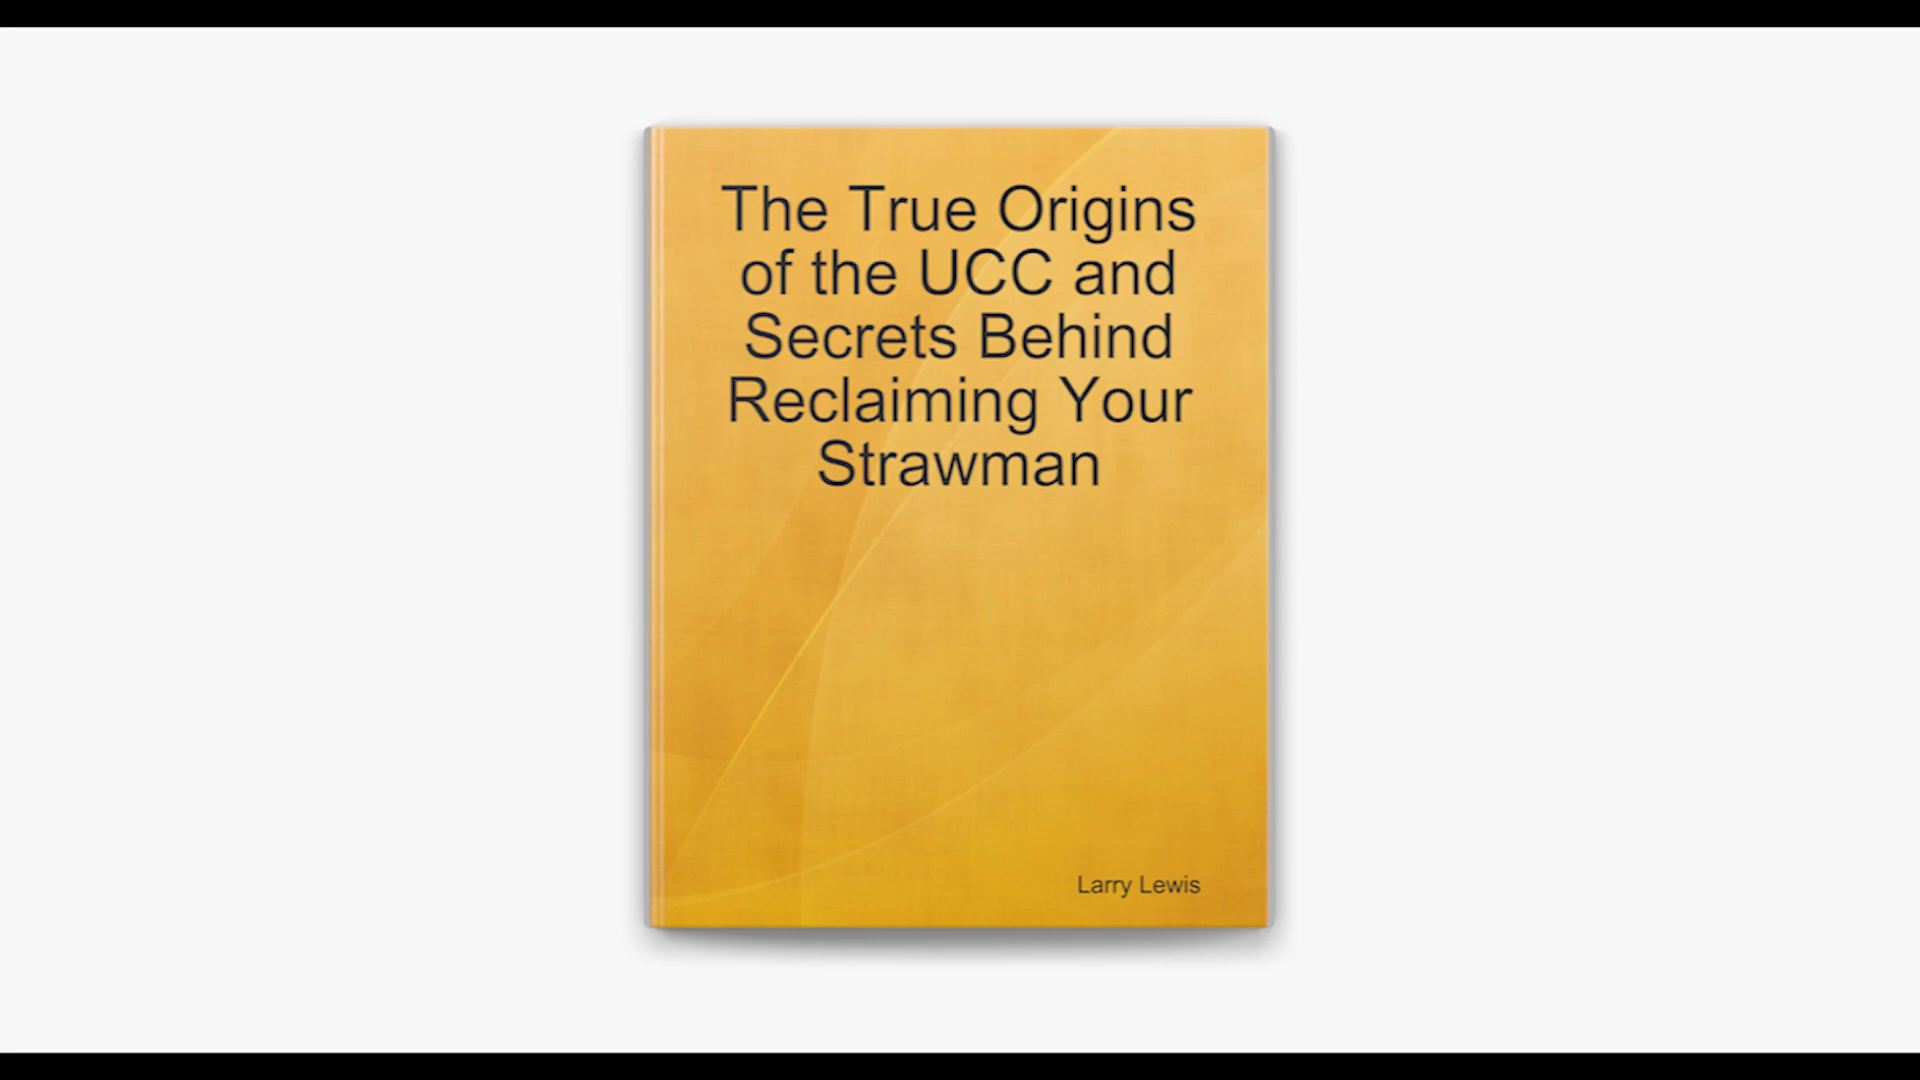 The True Origins
of the UCC and
Secrets Behind
Reclaiming Your
Strawman
Larry Lewis